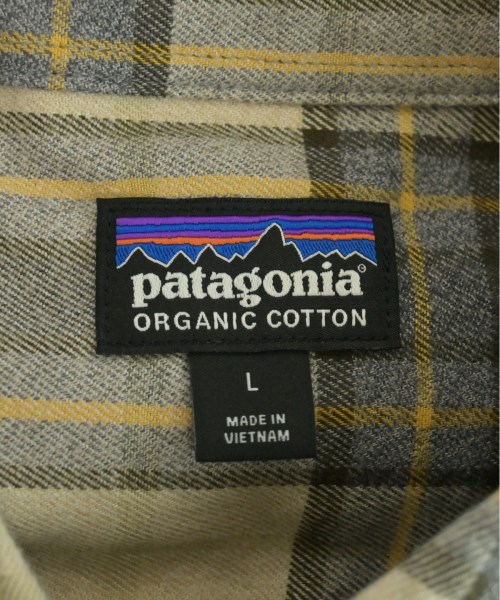 patagonia®
ORGANIC COTTON
L
MADE IN
VIETNAM